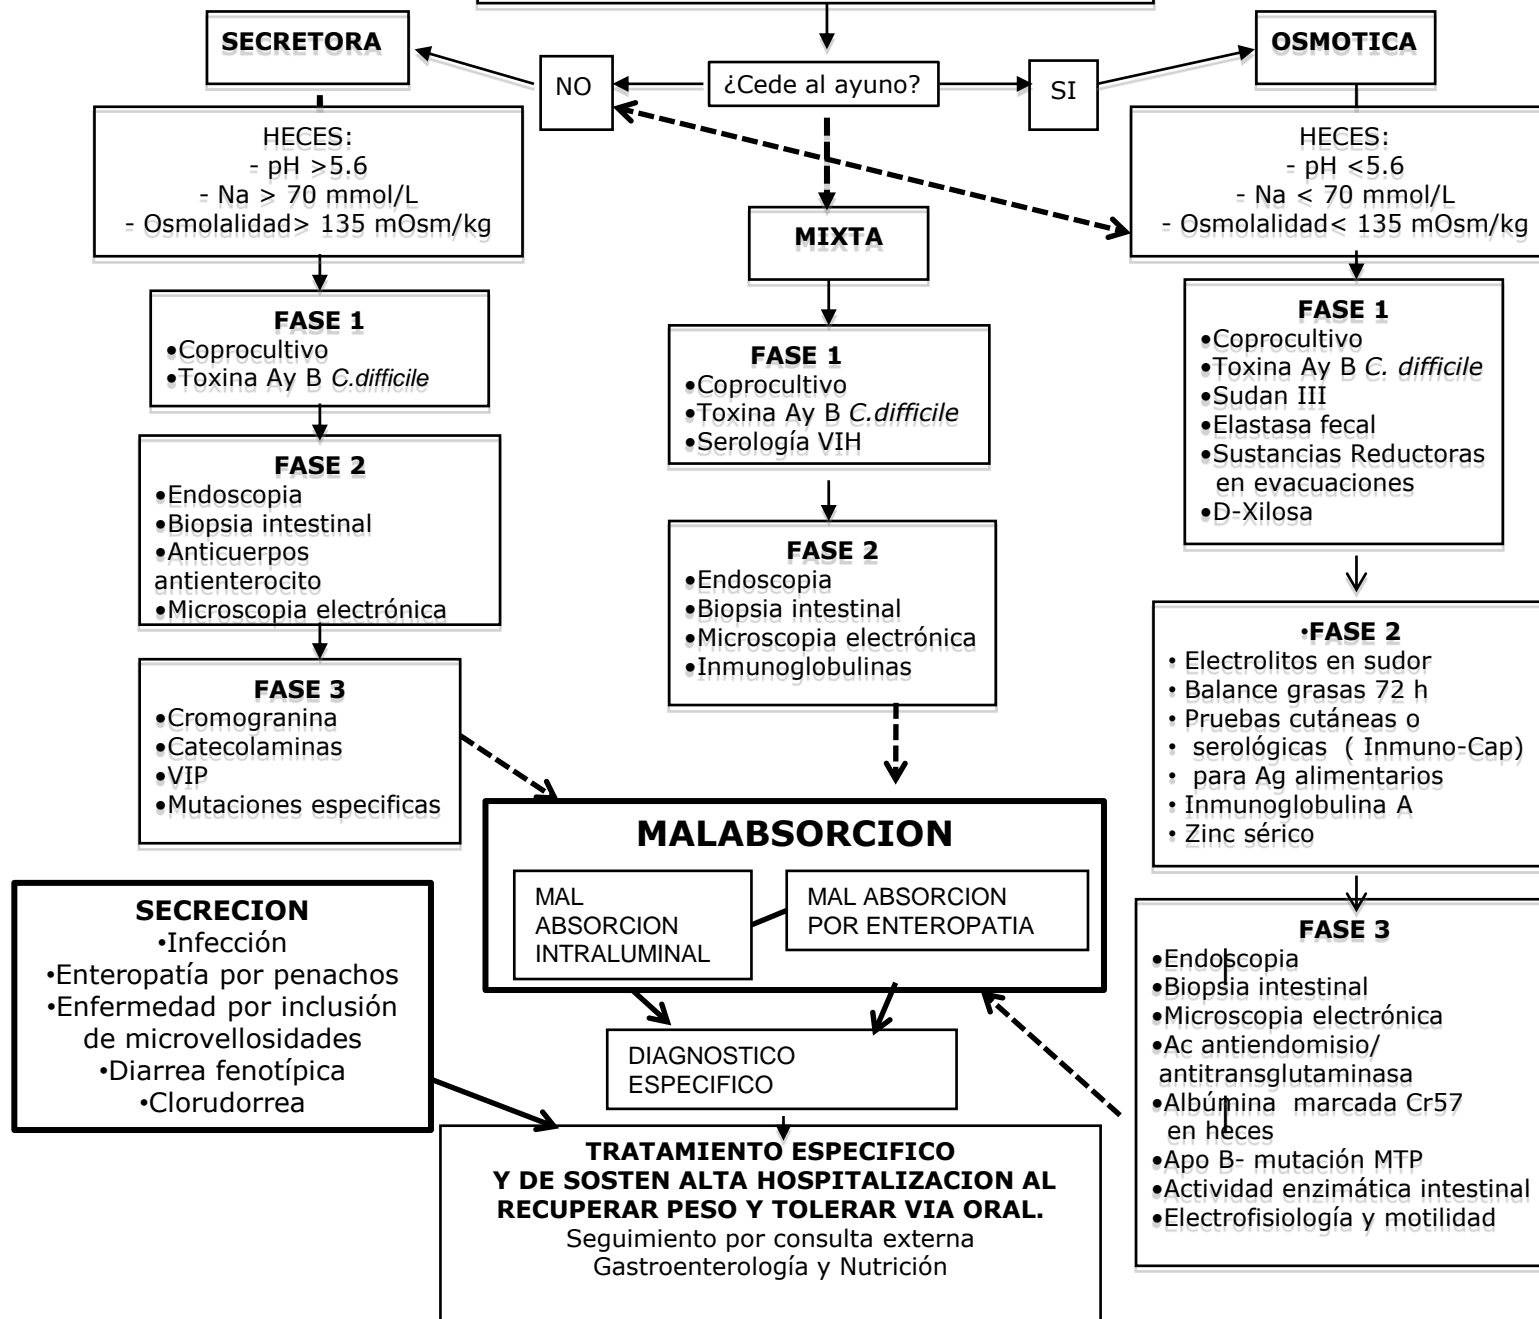 SECRETORA
NO
¿Cede al ayuno?
SI
OSMOTICA
HECES:
- pH >5.6
- Na > 70 mmol/L
- Osmolalidad> 135 mOsm/kg
MIXTA
HECES:
- pH <5.6
- Na < 70 mmol/L
- Osmolalidad< 135 mOsm/kg
FASE 1
•Coprocultivo
•Toxina Ay B C.difficile
FASE 2
•Endoscopia
•Biopsia intestinal
•Anticuerpos
antienterocito
•Microscopia electrónica
FASE 3
•Cromogranina
•Catecolaminas
•VIP
•Mutaciones especificas
SECRECION
•Infección
•Enteropatía por penachos
•Enfermedad por inclusión
de microvellosidades
•Diarrea fenotípica
•Clorudorrea
FASE 1
•Coprocultivo
•Toxina Ay B C.difficile
•Serología VIH
FASE 2
•Endoscopia
•Biopsia intestinal
•Microscopia electrónica
•Inmunoglobulinas
MALABSORCION
MAL
ABSORCION
INTRALUMINAL
MAL ABSORCION
POR ENTEROPATIA
DIAGNOSTICO
ESPECIFICO
TRATAMIENTO ESPECIFICO
Y DE SOSTEN ALTA HOSPITALIZACION AL
RECUPERAR PESO Y TOLERAR VIA ORAL.
Seguimiento por consulta externa
Gastroenterología y Nutrición
FASE 1
•Coprocultivo
•Toxina Ay B C. difficile
•Sudan III
•Elastasa fecal
•Sustancias Reductoras
en evacuaciones
•D-Xilosa
•FASE 2
• Electrolitos en sudor
• Balance grasas 72 h
• Pruebas cutáneas o
• serológicas ( Inmuno-Cap)
• para Ag alimentarios
• Inmunoglobulina A
• Zinc sérico
FASE 3
•Endoscopia
•Biopsia intestinal
•Microscopia electrónica
•Ac antiendomisio/
antitransglutaminasa
•Albúmina marcada Cr57
en heces
•Apo B- mutación MTP
•Actividad enzimática intestinal
•Electrofisiología y motilidad